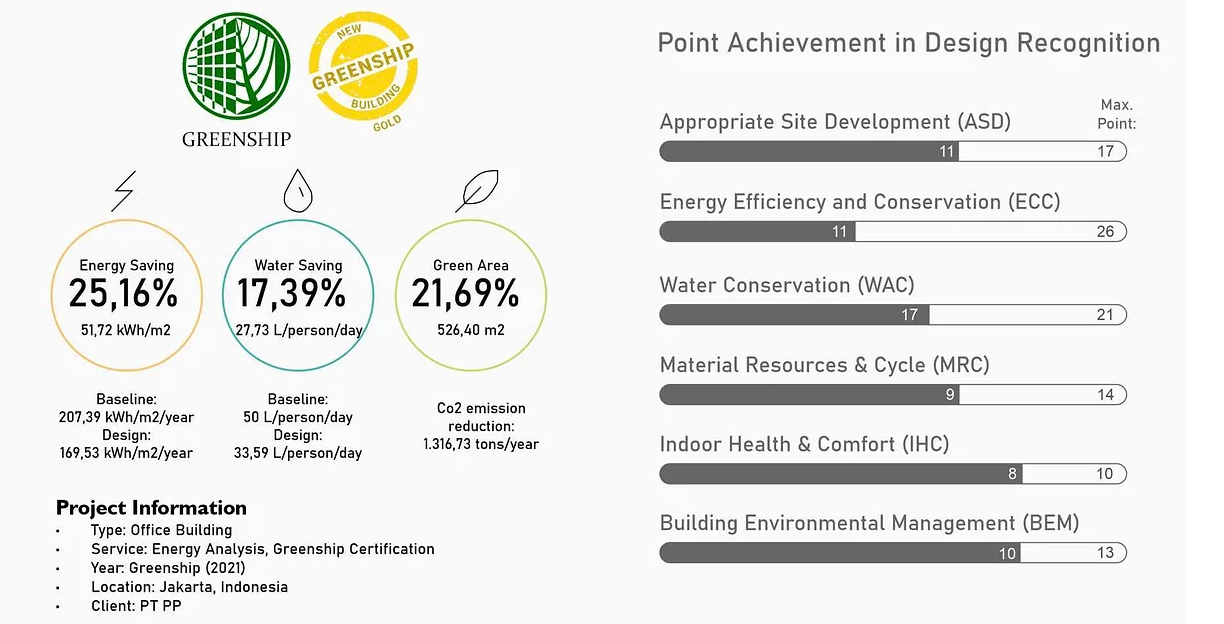 GREENSHIP
NEW
GREENSHIP
BUILDING
GOLD
Energy Saving
25,16%
51,72 kWh/m2
Water Saving
17,39%
27,73 L/person/day
Green Area
21,69%
526,40 m2
Baseline:
207,39 kWh/m2/year
Design:
169,53 kWh/m2/year
Baseline:
50 L/person/day
Design:
33,59 L/person/day
Co2 emission
reduction:
1.316,73 tons/year
Project Information
• Type: Office Building
• Service: Energy Analysis, Greenship Certification
• Year: Greenship (2021)
• Location: Jakarta, Indonesia
• Client: PT PP
Point Achievement in Design Recognition
Max.
Point:
Appropriate Site Development (ASD)
11 17
Energy Efficiency and Conservation (ECC)
11 26
Water Conservation (WAC)
17 21
Material Resources & Cycle (MRC)
9 14
Indoor Health & Comfort (IHC)
8 10
Building Environmental Management (BEM)
10 13